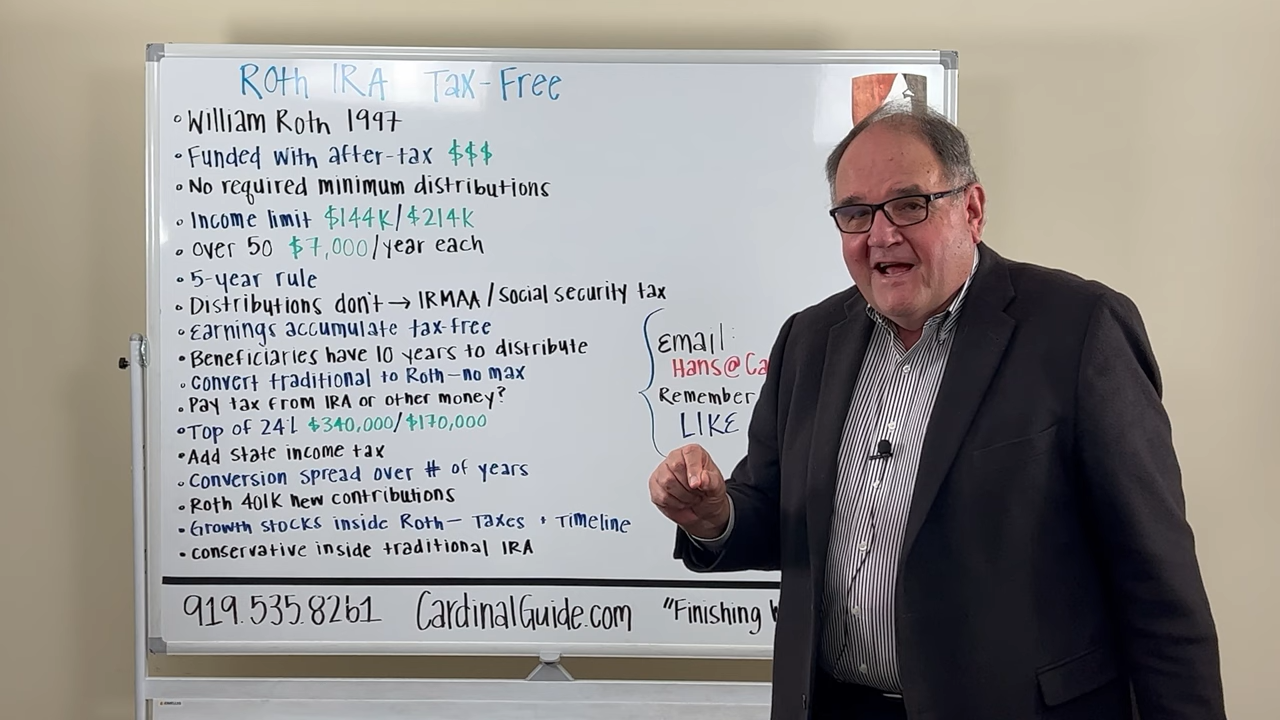 Roth IRA Tax-Free
• William Roth 1997
• Funded with after-tax $$$
• No required minimum distributions
• Income limit $144K/$214K
• over 50 $7,000/year each
• 5-year rule
• Distributions don't → IRMAA/Social security tax
• Earnings accumulate tax-free
• Beneficiaries have 10 years to distribute
• convert traditional to Roth - no max
• Pay tax from IRA or other money?
• Top of 24% $340,000/$170,000
• Add state income tax
• Conversion spread over # of years
• Roth 401K new contributions
• Growth stocks inside Roth - Taxes + Timeline
• conservative inside traditional IRA
Email:
Hans@Ca
Remember
LIKE
919.535.8261 CardinalGuide.com "Finishing